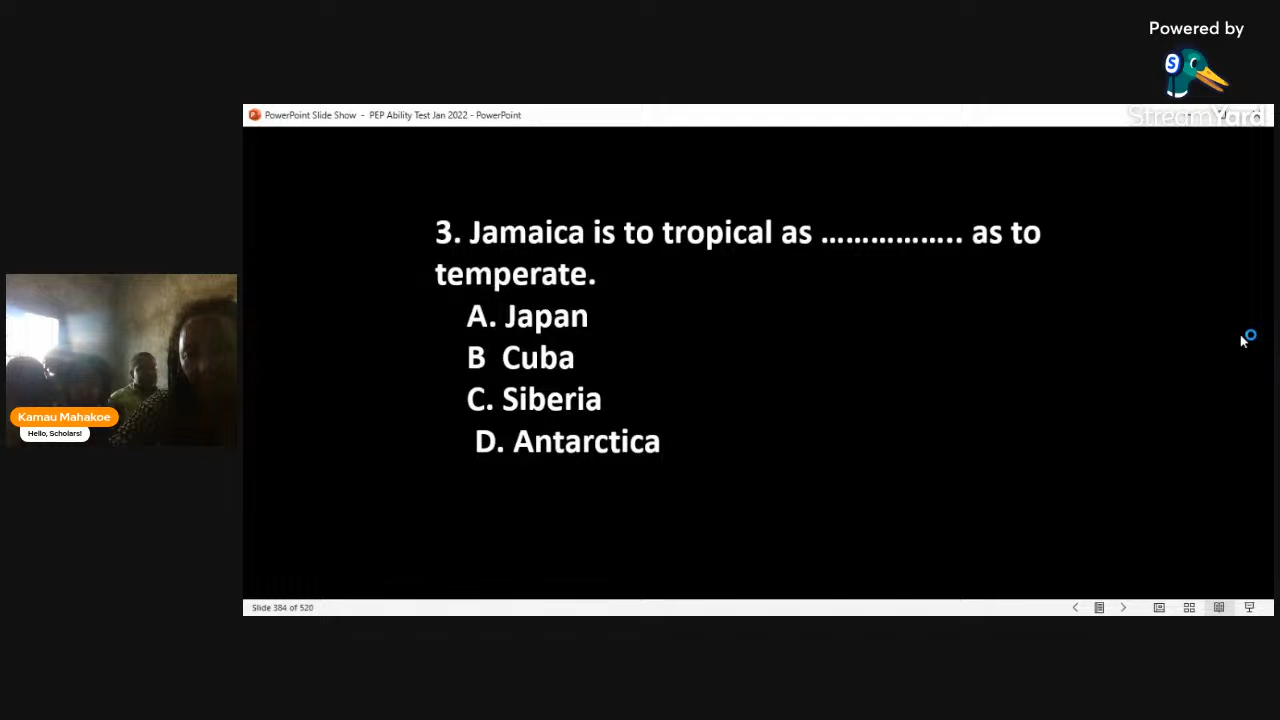 Powered by
StreamYard
PowerPoint Slide Show - PEP Ability Test Jan 2022 - PowerPoint
3. Jamaica is to tropical as …………….. as to
temperate.
A. Japan
B Cuba
C. Siberia
D. Antarctica
Kamau Mahakoe
Hello, Scholars!
Slide 384 of 520